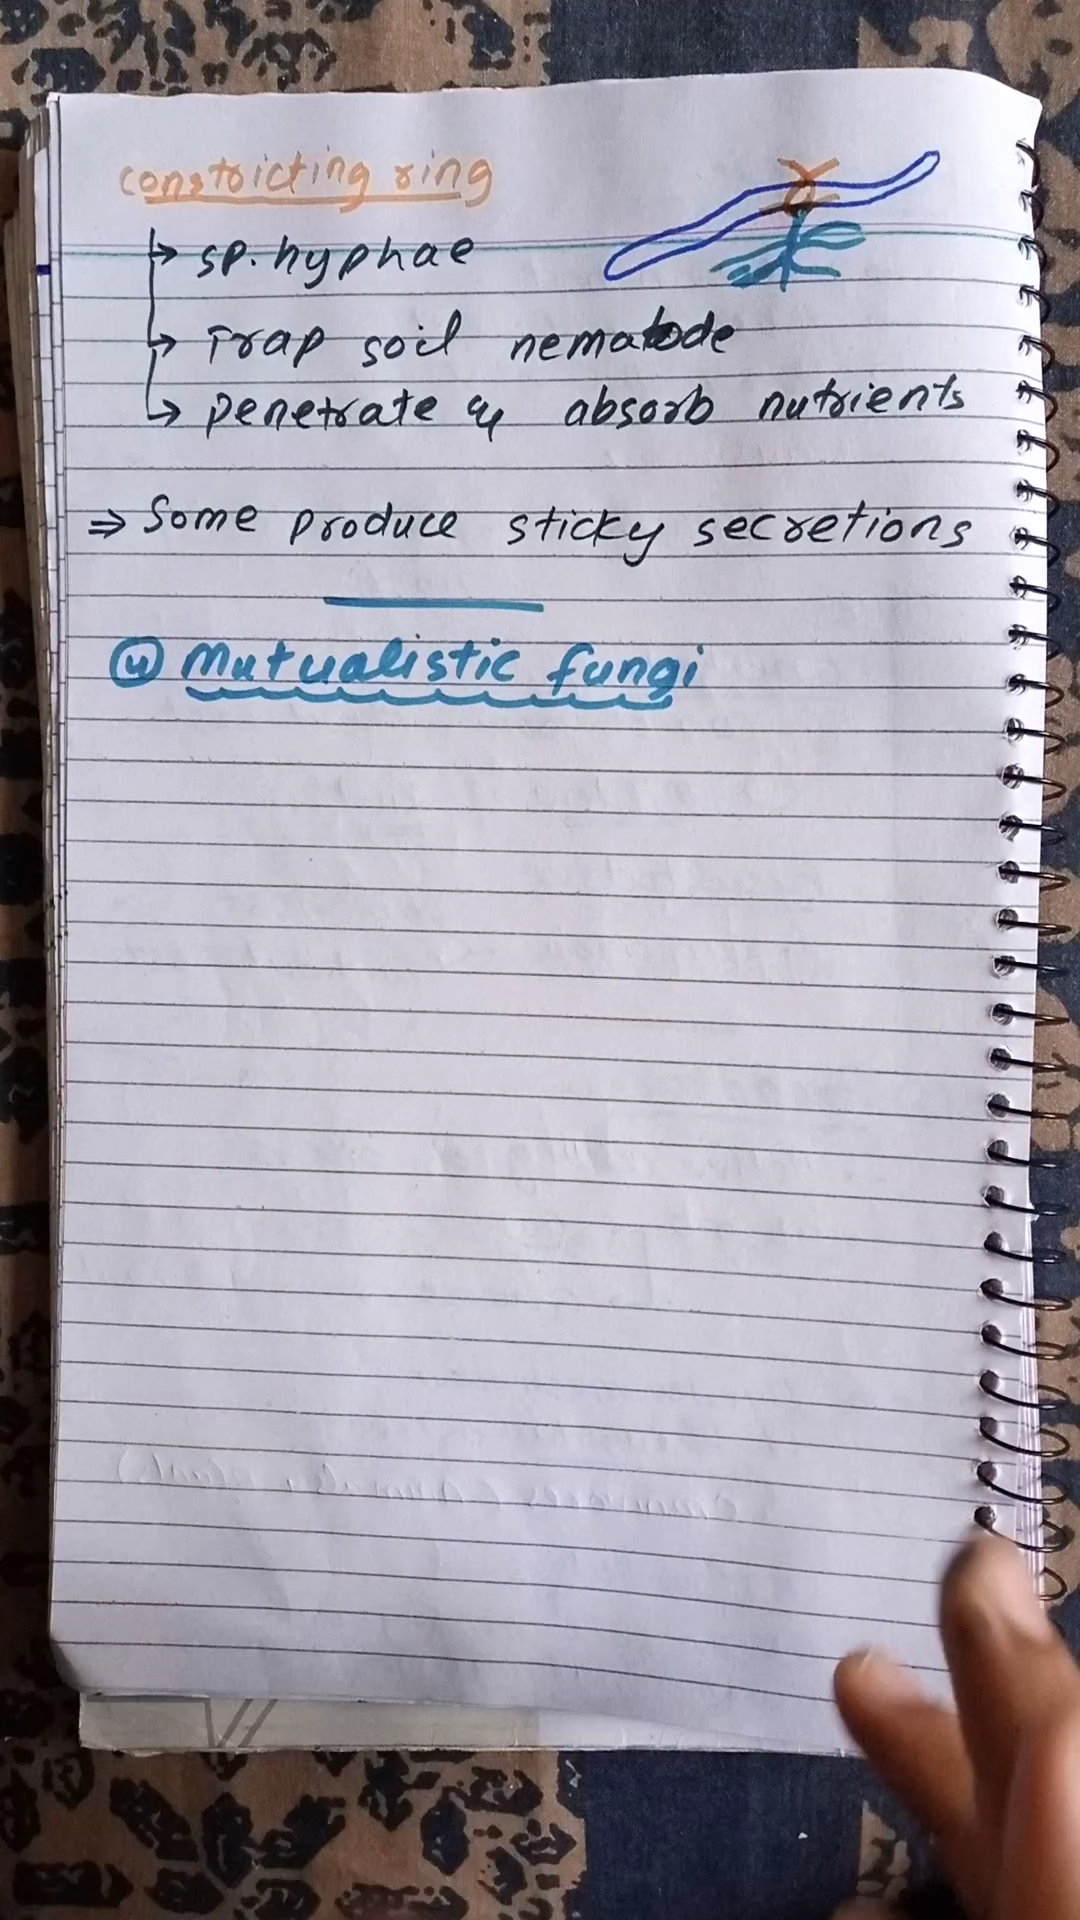 constricting ring
→ sp. hyphae
→ Trap soil nematode
→ penetrate & absorb nutrients
⇒ Some produce sticky secretions
④ Mutualistic fungi